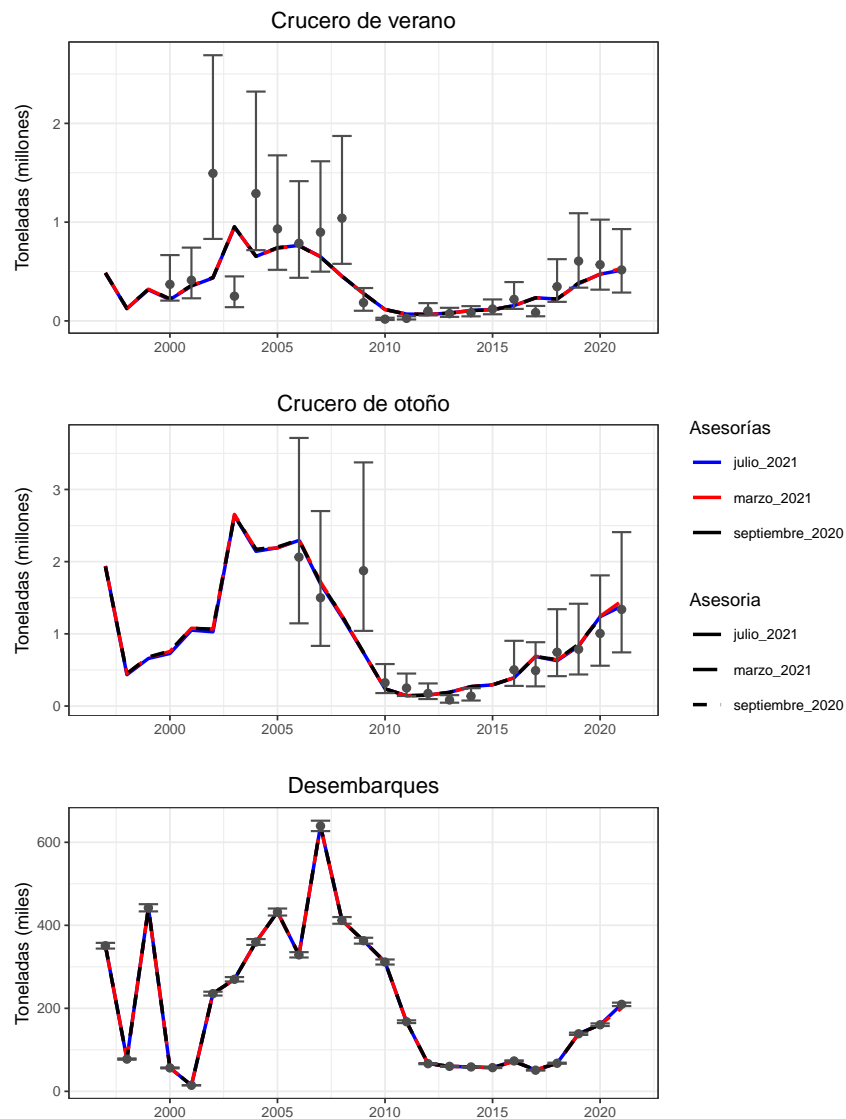 Crucero de verano
Toneladas (millones)
2
1
0
2000 2005 2010 2015 2020
Crucero de otoño
Toneladas (millones)
3
2
1
0
2000 2005 2010 2015 2020
Asesorías
julio_2021
marzo_2021
septiembre_2020
Asesoria
julio_2021
marzo_2021
septiembre_2020
Desembarques
Toneladas (miles)
600
400
200
0
2000 2005 2010 2015 2020